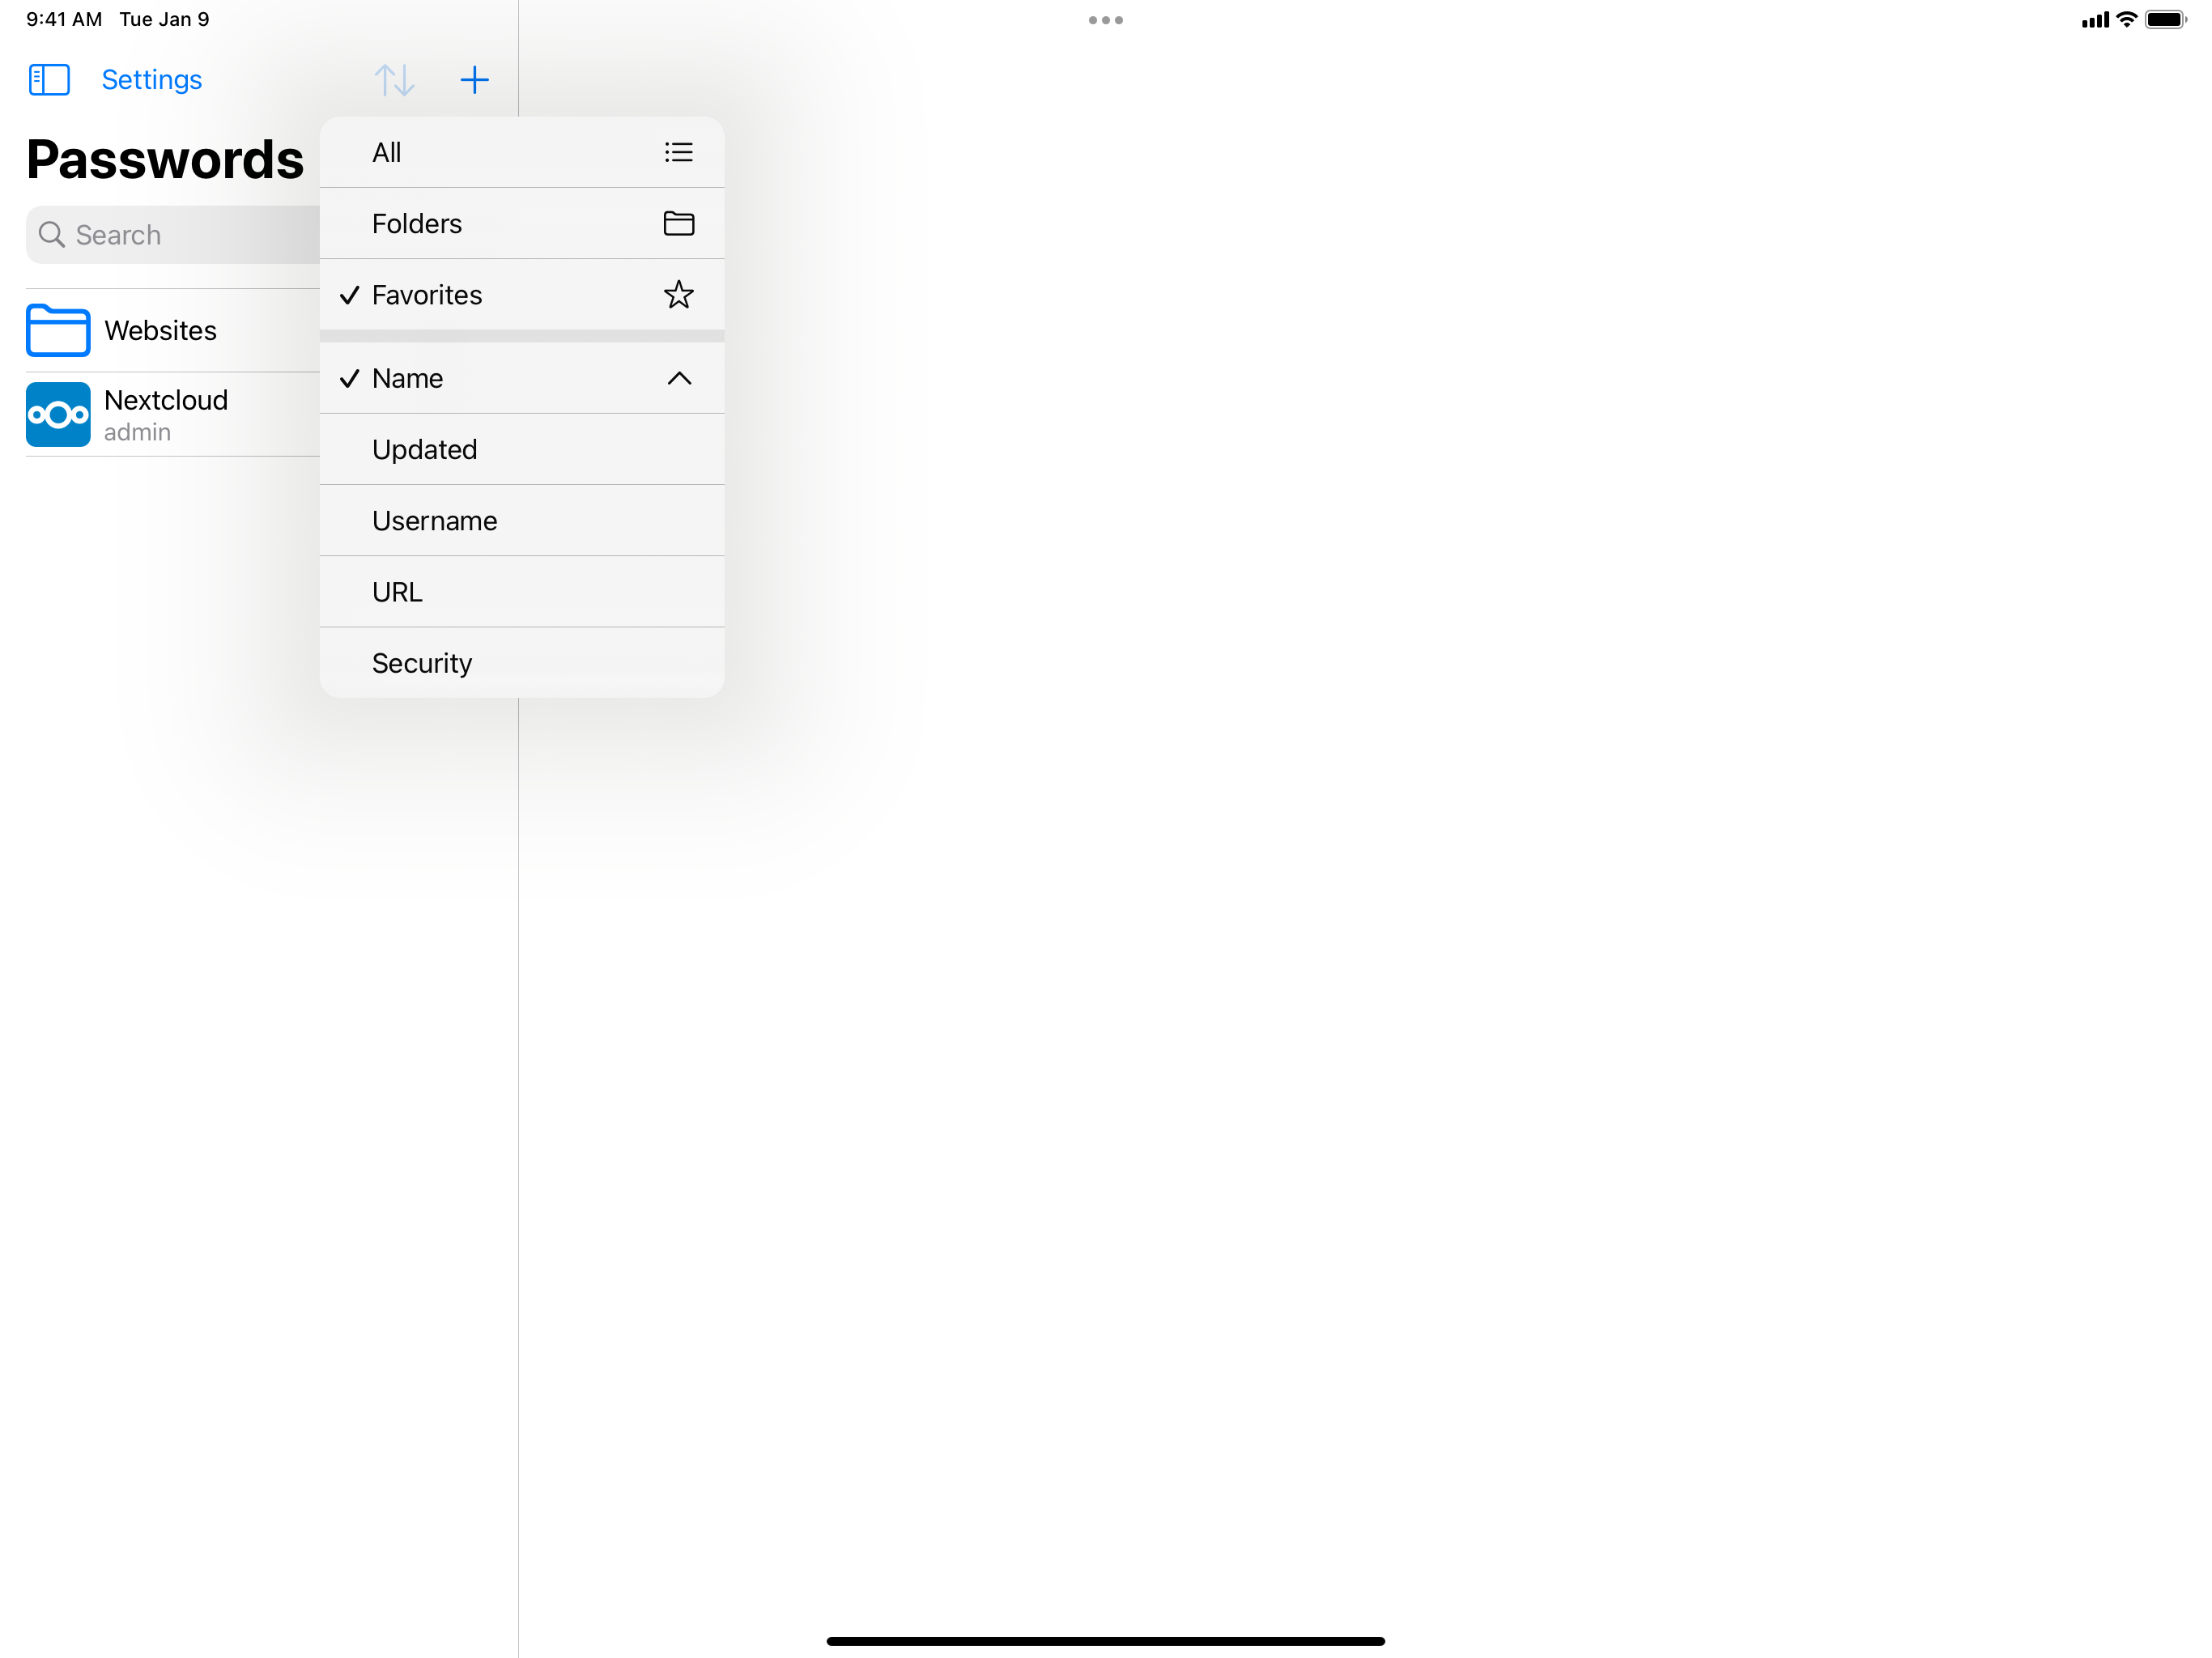 9:41 AM Tue Jan 9
Settings
Passwords
Search
Websites
Nextcloud
admin
All
Folders
Favorites
Name
Updated
Username
URL
Security